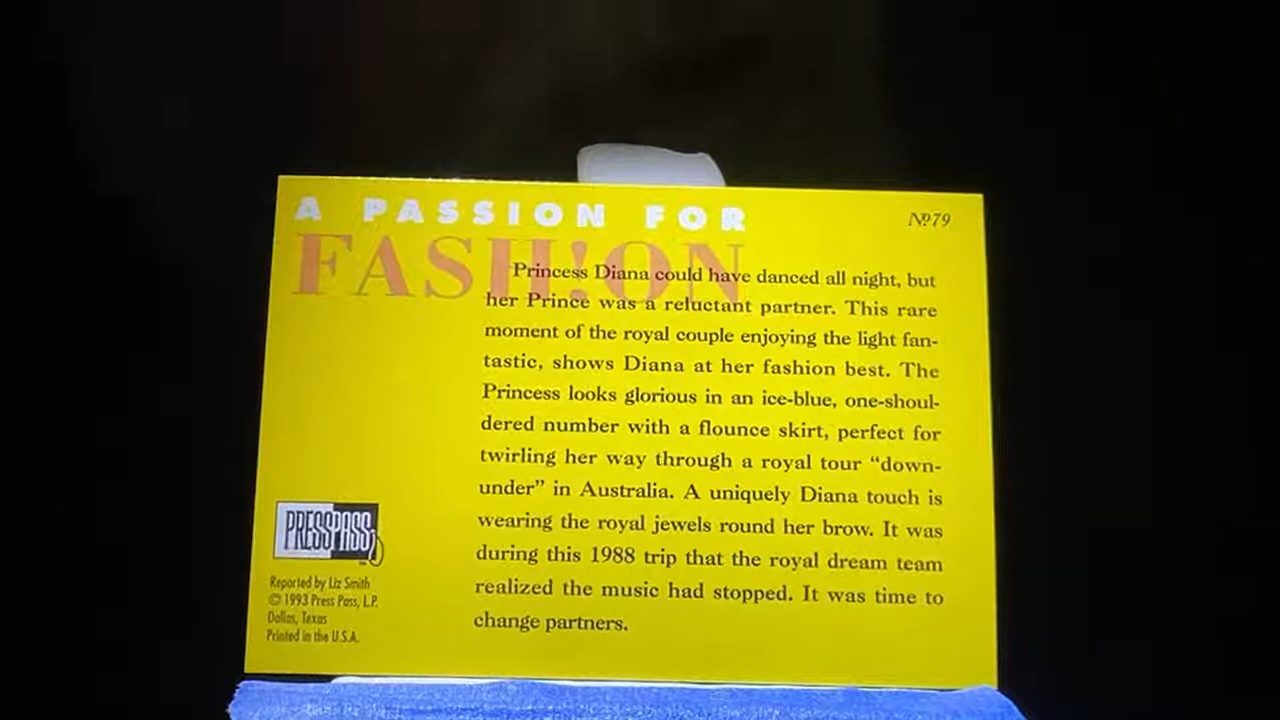 A PASSION FOR
FASH!ON
Nº79
Princess Diana could have danced all night, but
her Prince was a reluctant partner. This rare
moment of the royal couple enjoying the light fan-
tastic, shows Diana at her fashion best. The
Princess looks glorious in an ice-blue, one-shoul-
dered number with a flounce skirt, perfect for
twirling her way through a royal tour “down-
under” in Australia. A uniquely Diana touch is
wearing the royal jewels round her brow. It was
during this 1988 trip that the royal dream team
realized the music had stopped. It was time to
change partners.
PRESSPASS
Reported by Liz Smith
© 1993 Press Pass, L.P.
Dallas, Texas
Printed in the U.S.A.